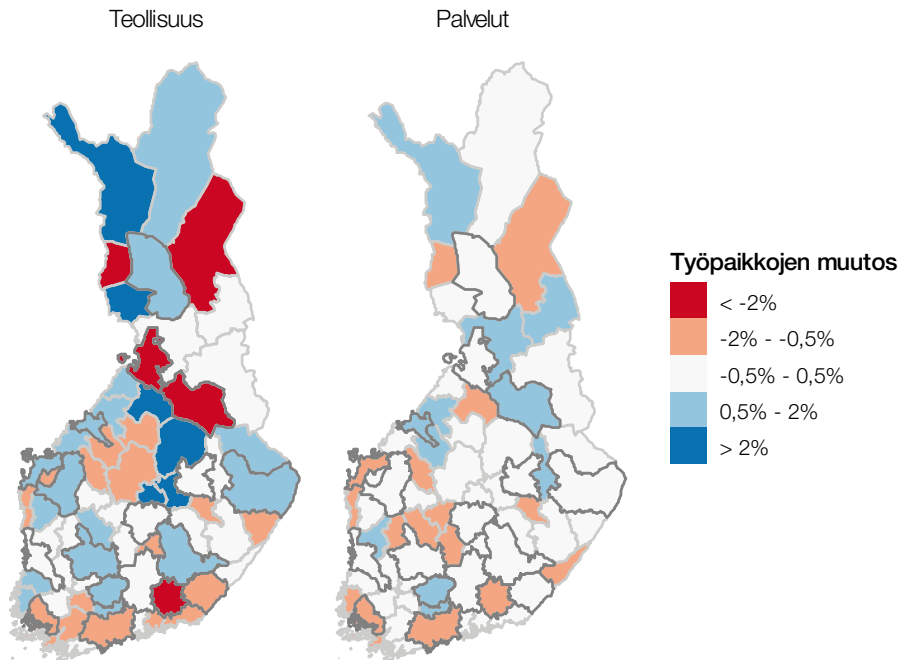 Teollisuus
Palvelut
Työpaikkojen muutos
< -2%
-2% - -0,5%
-0,5% - 0,5%
0,5% - 2%
> 2%